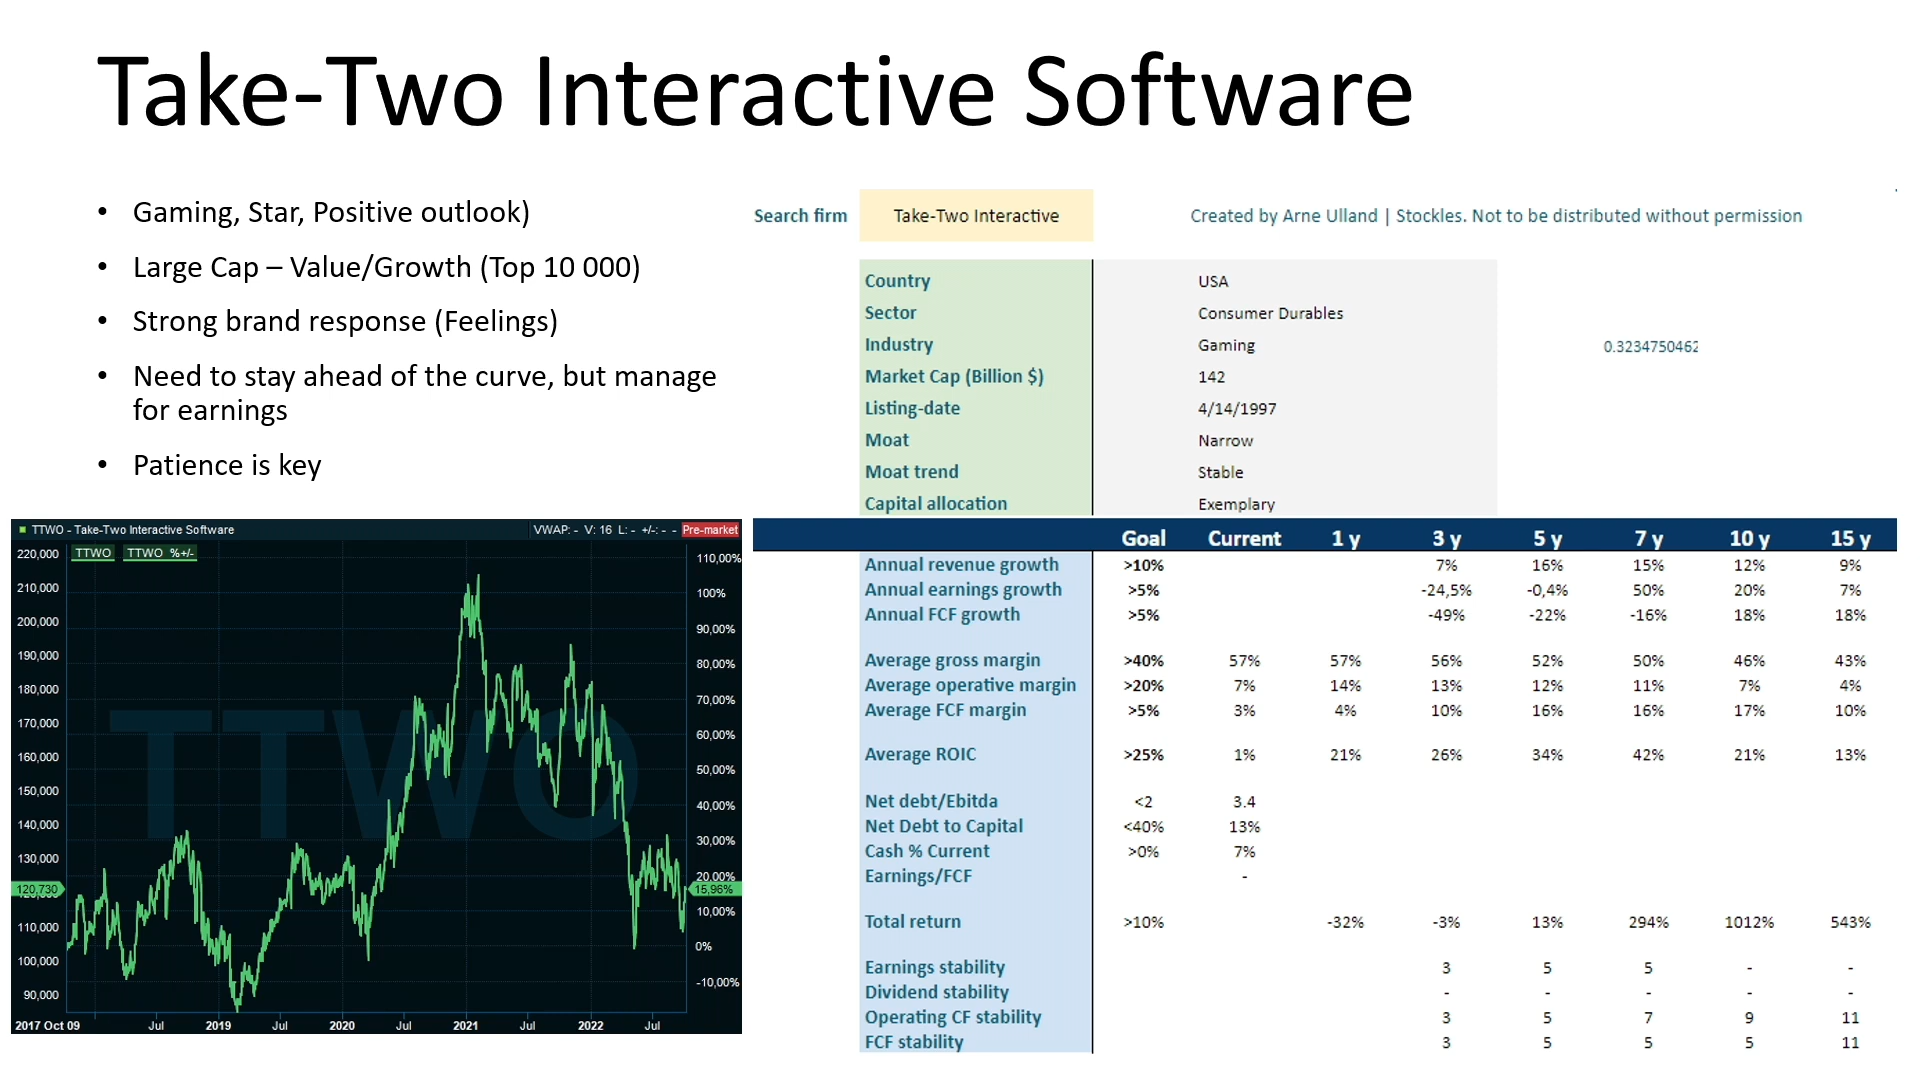 Take-Two Interactive Software
• Gaming, Star, Positive outlook)
• Large Cap – Value/Growth (Top 10 000)
• Strong brand response (Feelings)
• Need to stay ahead of the curve, but manage
for earnings
• Patience is key
Search firm Take-Two Interactive Created by Arne Ulland | Stockles. Not to be distributed without permission
Country USA
Sector Consumer Durables
Industry Gaming 0.3234750462
Market Cap (Billion $) 142
Listing-date 4/14/1997
Moat Narrow
Moat trend Stable
Capital allocation Exemplary
Goal Current 1 y 3 y 5 y 7 y 10 y 15 y
Annual revenue growth >10% 7% 16% 15% 12% 9%
Annual earnings growth >5% -24,5% -0,4% 50% 20% 7%
Annual FCF growth >5% -49% -22% -16% 18% 18%
Average gross margin >40% 57% 57% 56% 52% 50% 46% 43%
Average operative margin >20% 7% 14% 13% 12% 11% 7% 4%
Average FCF margin >5% 3% 4% 10% 16% 16% 17% 10%
Average ROIC >25% 1% 21% 26% 34% 42% 21% 13%
Net debt/Ebitda <2 3.4
Net Debt to Capital <40% 13%
Cash % Current >0% 7%
Earnings/FCF -
Total return >10% -32% -3% 13% 294% 1012% 543%
Earnings stability 3 5 5 - -
Dividend stability - - - - -
Operating CF stability 3 5 7 9 11
FCF stability 3 5 5 5 11
TTWO - Take-Two Interactive Software VWAP: - V: 16 L: - +/-: - - Pre-market
TTWO TTWO %+/-
220,000
210,000
200,000
190,000
180,000
170,000
160,000
150,000
140,000
130,000
120,730
110,000
100,000
90,000
TTWO
110,00%
100%
90,00%
80,00%
70,00%
60,00%
50,00%
40,00%
30,00%
20,00%
15,96%
10,00%
0%
-10,00%
2017 Oct 09 Jul 2019 Jul 2020 Jul 2021 Jul 2022 Jul